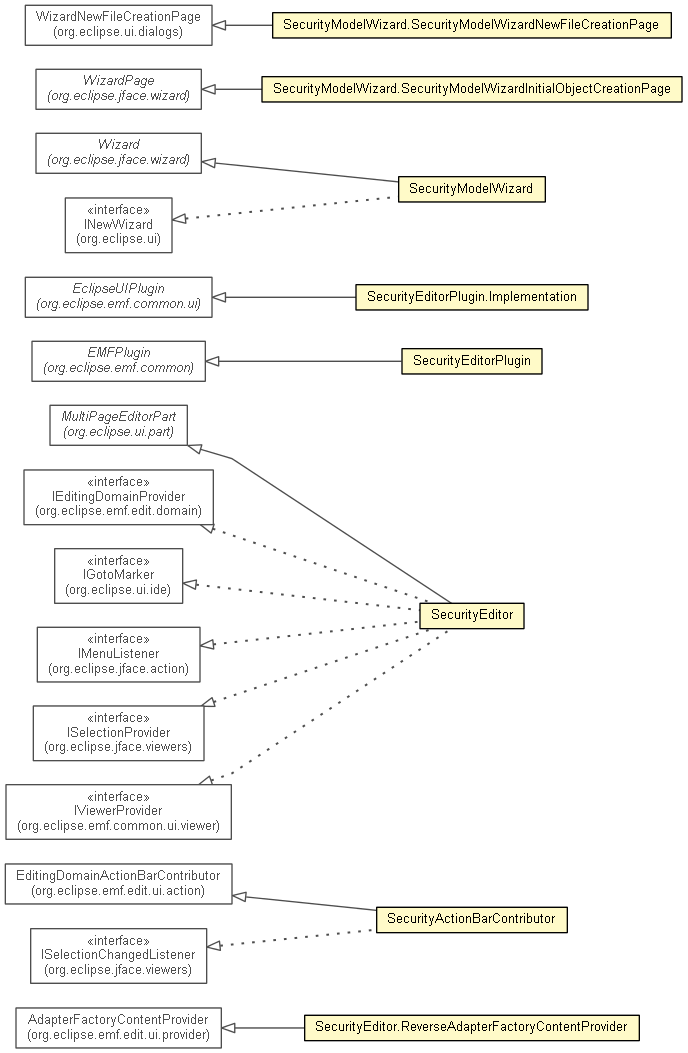 WizardNewFileCreationPage
(org.eclipse.ui.dialogs)
SecurityModelWizard.SecurityModelWizardNewFileCreationPage
WizardPage
(org.eclipse.jface.wizard)
SecurityModelWizard.SecurityModelWizardInitialObjectCreationPage
Wizard
(org.eclipse.jface.wizard)
SecurityModelWizard
«interface»
INewWizard
(org.eclipse.ui)
EclipseUIPlugin
(org.eclipse.emf.common.ui)
SecurityEditorPlugin.Implementation
EMFPlugin
(org.eclipse.emf.common)
SecurityEditorPlugin
MultiPageEditorPart
(org.eclipse.ui.part)
«interface»
IEditingDomainProvider
(org.eclipse.emf.edit.domain)
«interface»
IGotoMarker
(org.eclipse.ui.ide)
SecurityEditor
«interface»
IMenuListener
(org.eclipse.jface.action)
«interface»
ISelectionProvider
(org.eclipse.jface.viewers)
«interface»
IViewerProvider
(org.eclipse.emf.common.ui.viewer)
EditingDomainActionBarContributor
(org.eclipse.emf.edit.ui.action)
SecurityActionBarContributor
«interface»
ISelectionChangedListener
(org.eclipse.jface.viewers)
AdapterFactoryContentProvider
(org.eclipse.emf.edit.ui.provider)
SecurityEditor.ReverseAdapterFactoryContentProvider